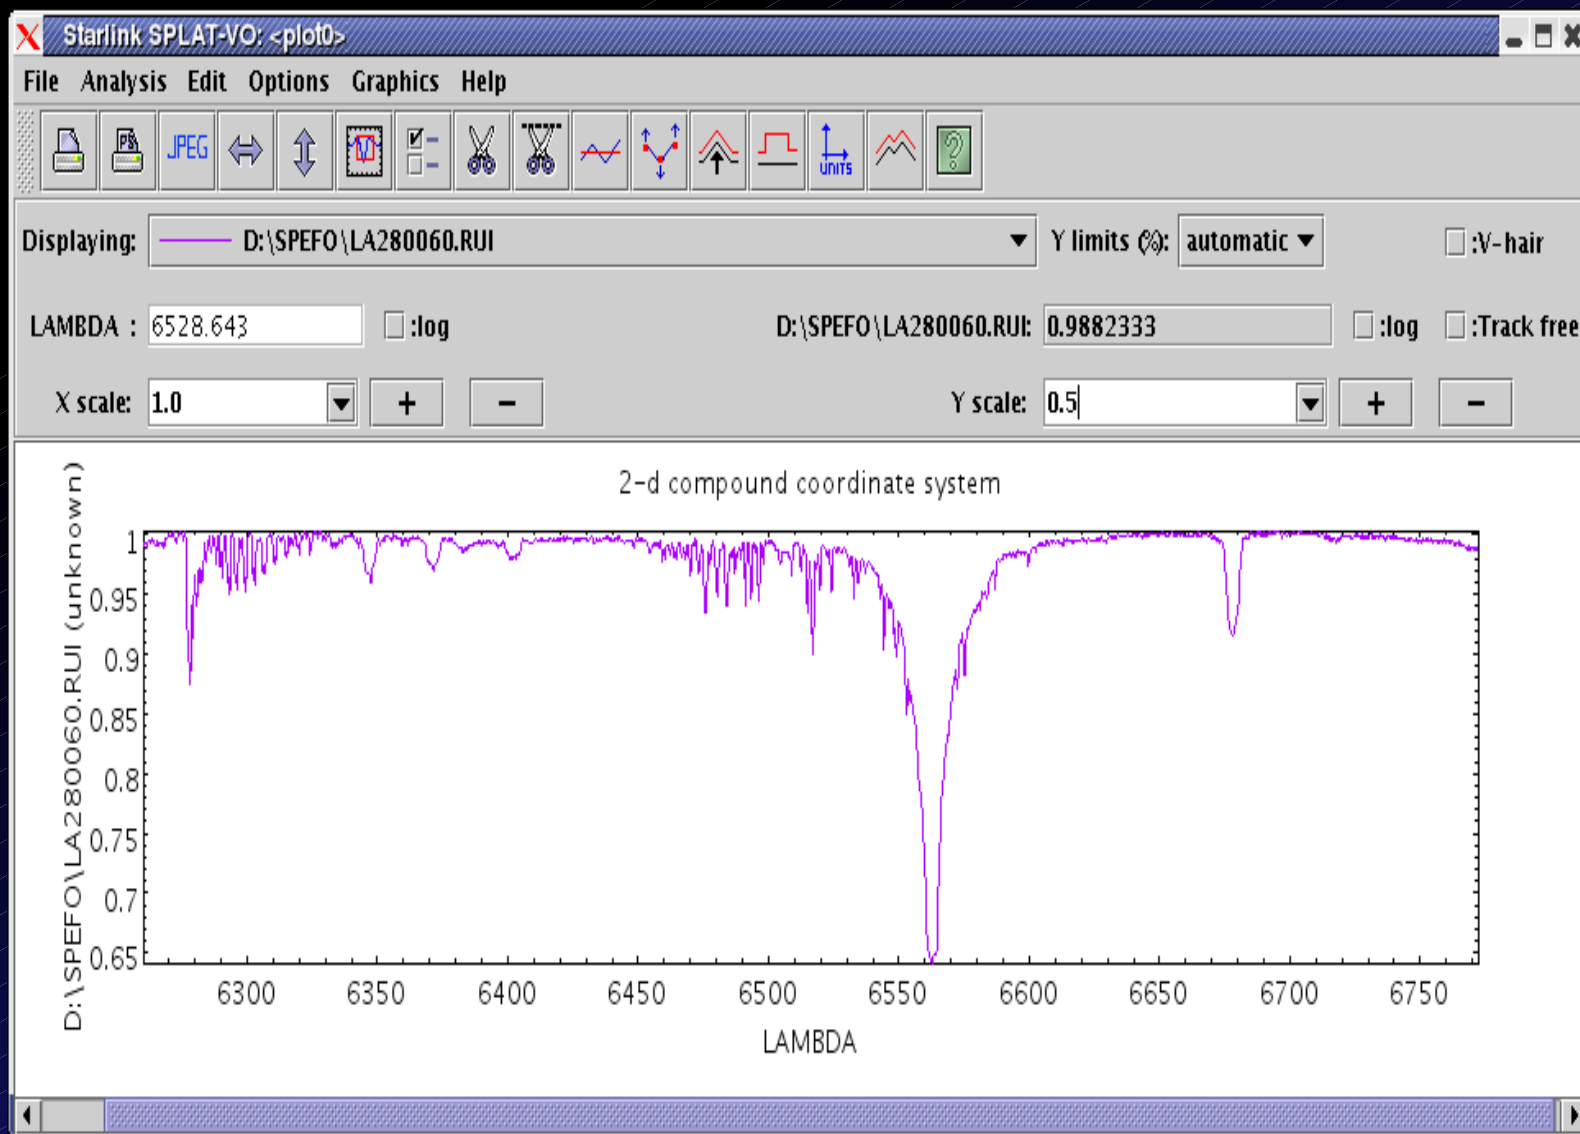 Starlink SPLAT-VO: <plot0>
File Analysis Edit Options Graphics Help
PS JPEG UNITS ?
Displaying: D:\SPEFO\LA280060.RUI Y limits (%): automatic :V-hair
LAMBDA : 6528.643 :log D:\SPEFO\LA280060.RUI: 0.9882333 :log :Track free
X scale: 1.0 + - Y scale: 0.5 + -
2-d compound coordinate system
D:\SPEFO\LA280060.RUI (unknown)
1
0.95
0.9
0.85
0.8
0.75
0.7
0.65
6300 6350 6400 6450 6500 6550 6600 6650 6700 6750
LAMBDA